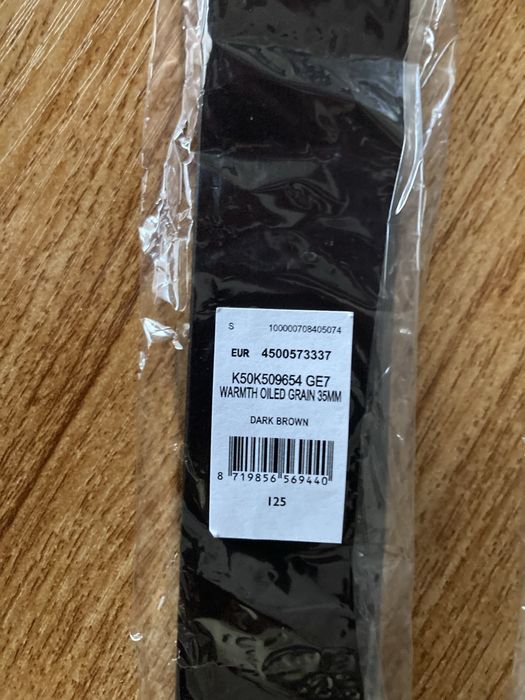 S 100000708405074
EUR 4500573337
K50K509654 GE7
WARMTH OILED GRAIN 35MM
DARK BROWN
8 719856 569440
125